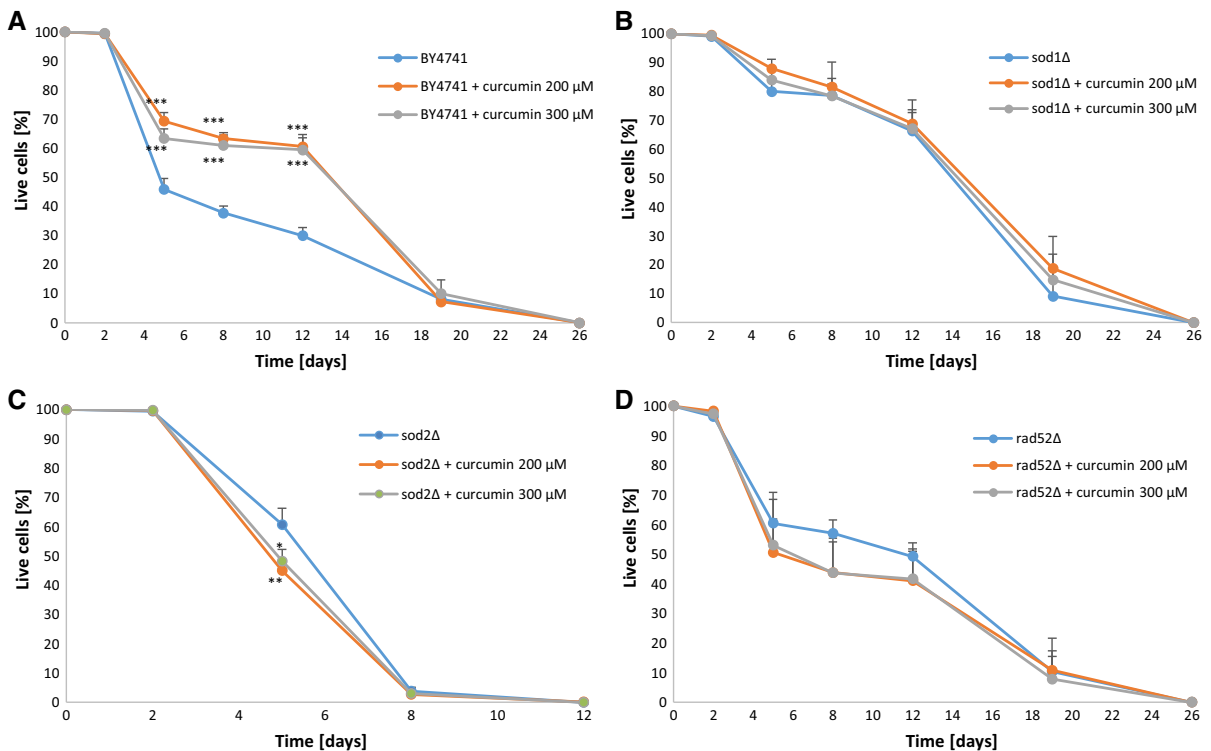 A
Live cells [%]
100
90
80
70
60
50
40
30
20
10
0
BY4741
BY4741 + curcumin 200 µM
BY4741 + curcumin 300 µM
***
***
***
***
***
***
0 2 4 6 8 10 12 14 16 18 20 22 24 26
Time [days]
B
Live cells [%]
100
90
80
70
60
50
40
30
20
10
0
sod1Δ
sod1Δ + curcumin 200 µM
sod1Δ + curcumin 300 µM
0 2 4 6 8 10 12 14 16 18 20 22 24 26
Time [days]
C
Live cells [%]
100
90
80
70
60
50
40
30
20
10
0
sod2Δ
sod2Δ + curcumin 200 µM
sod2Δ + curcumin 300 µM
*
**
0 2 4 6 8 10 12
Time [days]
D
Live cells [%]
100
90
80
70
60
50
40
30
20
10
0
rad52Δ
rad52Δ + curcumin 200 µM
rad52Δ + curcumin 300 µM
0 2 4 6 8 10 12 14 16 18 20 22 24 26
Time [days]